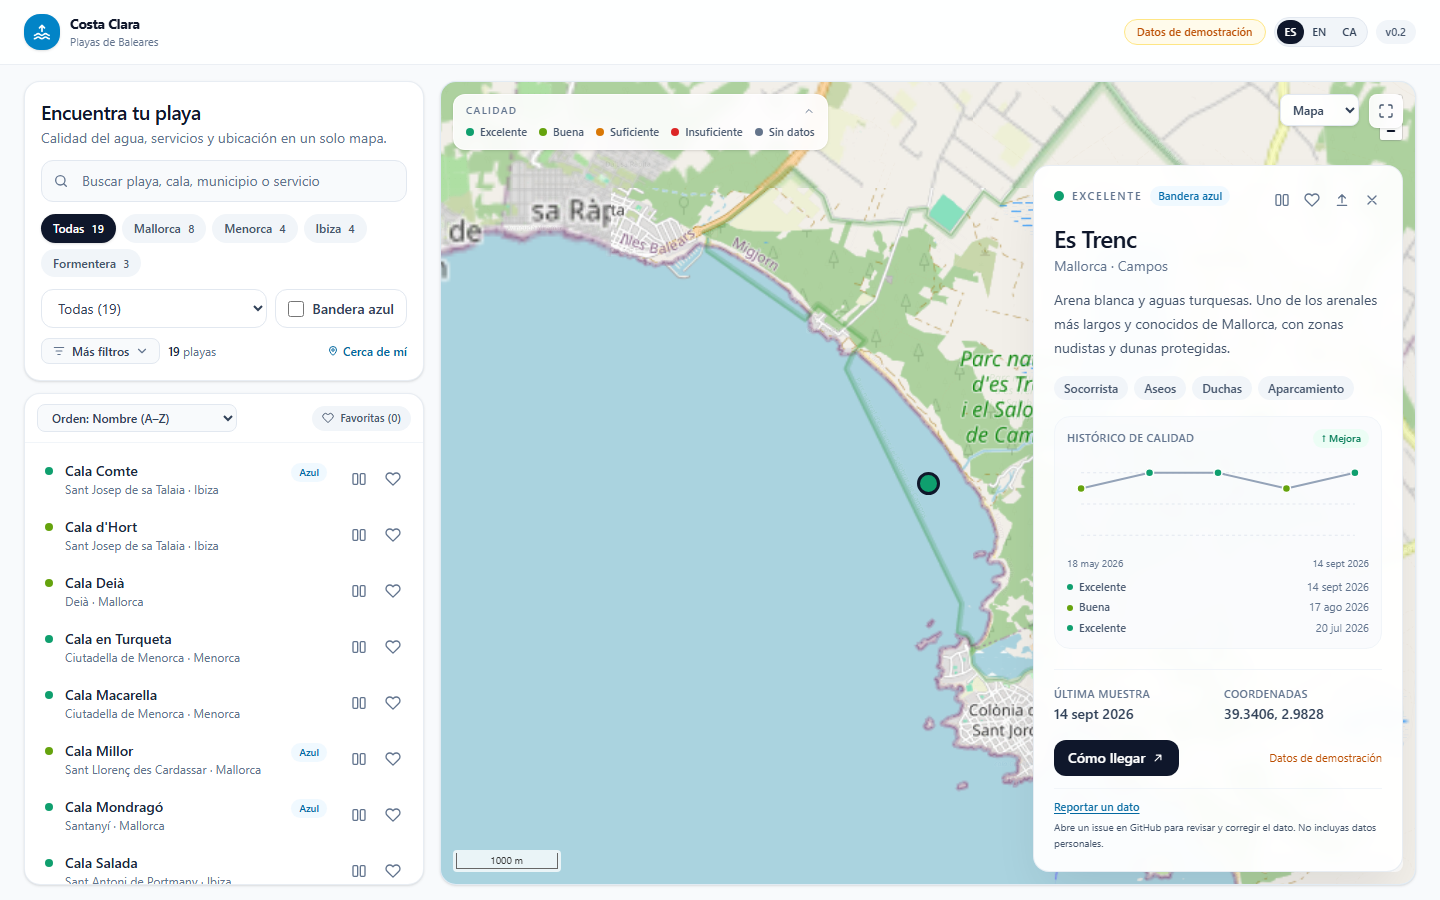 Costa Clara
Playas de Baleares
Datos de demostración
ES EN CA
v0.2
Encuentra tu playa
Calidad del agua, servicios y ubicación en un solo mapa.
Buscar playa, cala, municipio o servicio
Todas 19
Mallorca 8
Menorca 4
Ibiza 4
Formentera 3
Todas (19)
Bandera azul
Más filtros
19 playas
Cerca de mí
Orden: Nombre (A–Z)
Favoritas (0)
Cala Comte
Azul
Sant Josep de sa Talaia · Ibiza
Cala d'Hort
Sant Josep de sa Talaia · Ibiza
Cala Deià
Deià · Mallorca
Cala en Turqueta
Ciutadella de Menorca · Menorca
Cala Macarella
Ciutadella de Menorca · Menorca
Cala Millor
Azul
Sant Llorenç des Cardassar · Mallorca
Cala Mondragó
Azul
Santanyí · Mallorca
Cala Salada
Sant Antoni de Portmany · Ibiza
CALIDAD
Excelente
Buena
Suficiente
Insuficiente
Sin datos
Mapa
−
sa Ràp
ta
de
Illes Balears
Migjorn
Parc na
d'es Tr
i el Salo
de Cam
Colònia d
Sant Jord
1000 m
EXCELENTE
Bandera azul
Es Trenc
Mallorca · Campos
Arena blanca y aguas turquesas. Uno de los arenales
más largos y conocidos de Mallorca, con zonas
nudistas y dunas protegidas.
Socorrista
Aseos
Duchas
Aparcamiento
HISTÓRICO DE CALIDAD
↑ Mejora
18 may 2026
14 sept 2026
Excelente
14 sept 2026
Buena
17 ago 2026
Excelente
20 jul 2026
ÚLTIMA MUESTRA
14 sept 2026
COORDENADAS
39.3406, 2.9828
Cómo llegar ↗
Datos de demostración
Reportar un dato
Abre un issue en GitHub para revisar y corregir el dato. No incluyas datos
personales.